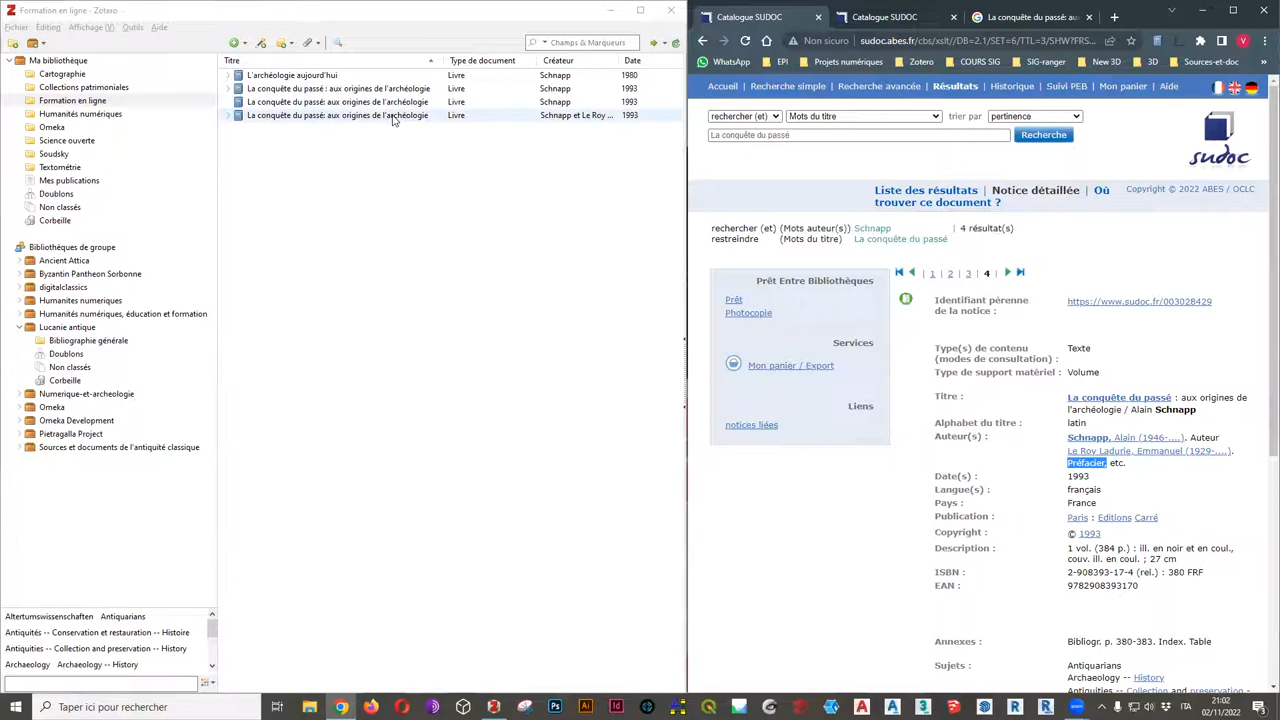 Formation en ligne - Zotero
Fichier Édition Affichage (V) Outils Aide
Champs & Marqueurs
Ma bibliothèque
Cartographie
Collections patrimoniales
Formation en ligne
Humanités numériques
Omeka
Science ouverte
Soudsky
Textométrie
Mes publications
Doublons
Non classés
Corbeille
Bibliothèques de groupe
Ancient Attica
Byzantin Pantheon Sorbonne
digitalclassics
Humanites numeriques
Humanités numériques, éducation et formation
Lucanie antique
Bibliographie générale
Doublons
Non classés
Corbeille
Numerique-et-archeologie
Omeka
Omeka Development
Pietragalla Project
Sources et documents de l'antiquité classique
Altertumswissenschaften Antiquarians
Antiquités -- Conservation et restauration -- Histoire
Antiquities -- Collection and preservation -- History
Archaeology Archaeology -- History
Titre Type de document Créateur Date
L'archéologie aujourd'hui Livre Schnapp 1980
La conquête du passé : aux origines de l'archéologie Livre Schnapp 1993
La conquête du passé: aux origines de l'archéologie Livre Schnapp 1993
La conquête du passé: aux origines de l'archéologie Livre Schnapp et Le Roy ... 1993
Catalogue SUDOC Catalogue SUDOC La conquête du passé: aux
Non sicuro sudoc.abes.fr/cbs/xslt//DB=2.1/SET=6/TTL=3/SHW?FRS...
WhatsApp EPI Projets numériques Zotero COURS SIG SIG-ranger New 3D 3D Sources-et-doc
Accueil Recherche simple Recherche avancée Résultats Historique Suivi PEB Mon panier Aide
rechercher (et) Mots du titre trier par pertinence
La conquête du passé Recherche
sudoc
Liste des résultats | Notice détaillée | Où trouver ce document ?
Copyright © 2022 ABES / OCLC
rechercher (et) (Mots auteur(s)) Schnapp | 4 résultat(s)
restreindre (Mots du titre) La conquête du passé
| 1 | 2 | 3 | 4
Prêt Entre Bibliothèques
Prêt
Photocopie
Services
Mon panier / Export
Liens
notices liées
Identifiant pérenne de la notice : https://www.sudoc.fr/003028429
Type(s) de contenu (modes de consultation) : Texte
Type de support matériel : Volume
Titre : La conquête du passé : aux origines de
l'archéologie / Alain Schnapp
Alphabet du titre : latin
Auteur(s) : Schnapp, Alain (1946-....). Auteur
Le Roy Ladurie, Emmanuel (1929-....).
Préfacier, etc.
Date(s) : 1993
Langue(s) : français
Pays : France
Publication : Paris : Editions Carré
Copyright : © 1993
Description : 1 vol. (384 p.) : ill. en noir et en coul.,
couv. ill. en coul. ; 27 cm
ISBN : 2-908393-17-4 (rel.) : 380 FRF
EAN : 9782908393170
Annexes : Bibliogr. p. 380-383. Index. Table
Sujets : Antiquarians
Archaeology -- History
Antiquities -- Collection and preservation --
Taper ici pour rechercher
ITA 21:02
02/11/2022